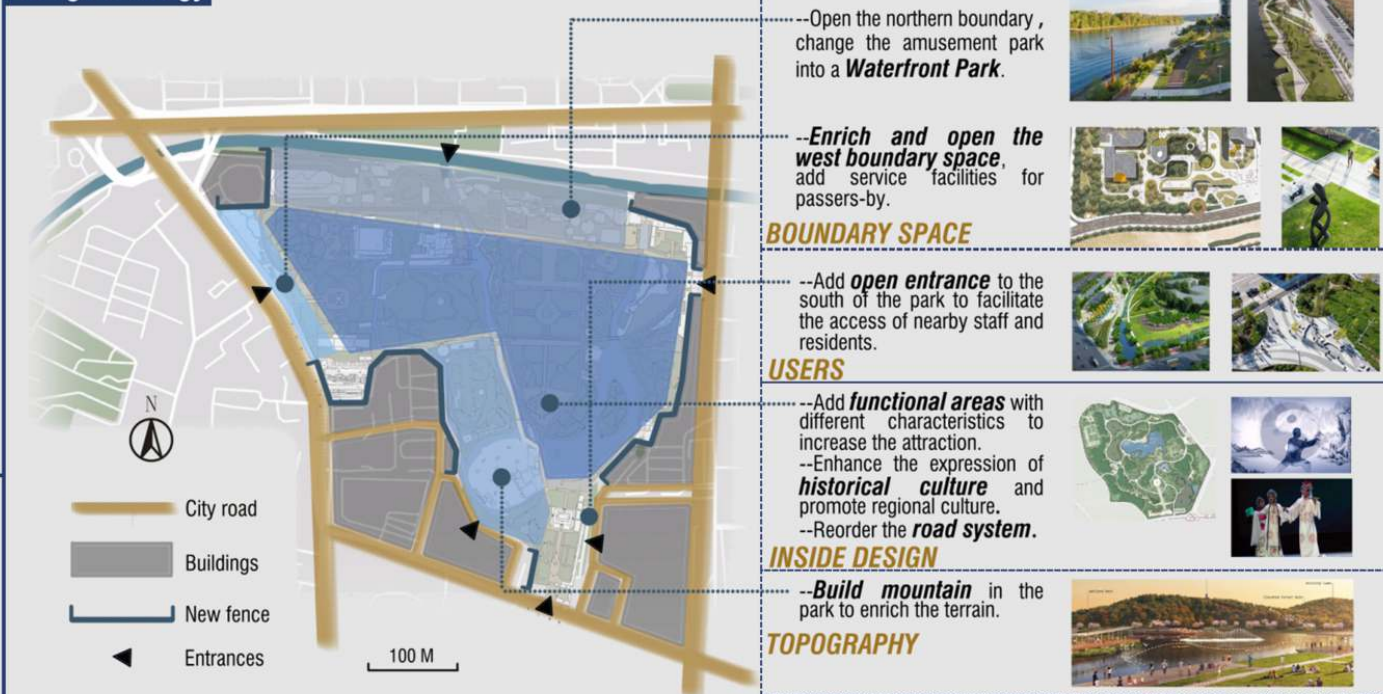 --Open the northern boundary ,
change the amusement park
into a Waterfront Park.
--Enrich and open the
west boundary space,
add service facilities for
passers-by.
BOUNDARY SPACE
--Add open entrance to the
south of the park to facilitate
the access of nearby staff and
residents.
USERS
--Add functional areas with
different characteristics to
increase the attraction.
--Enhance the expression of
historical culture and
promote regional culture.
--Reorder the road system.
INSIDE DESIGN
--Build mountain in the
park to enrich the terrain.
TOPOGRAPHY
N
City road
Buildings
New fence
Entrances
100 M